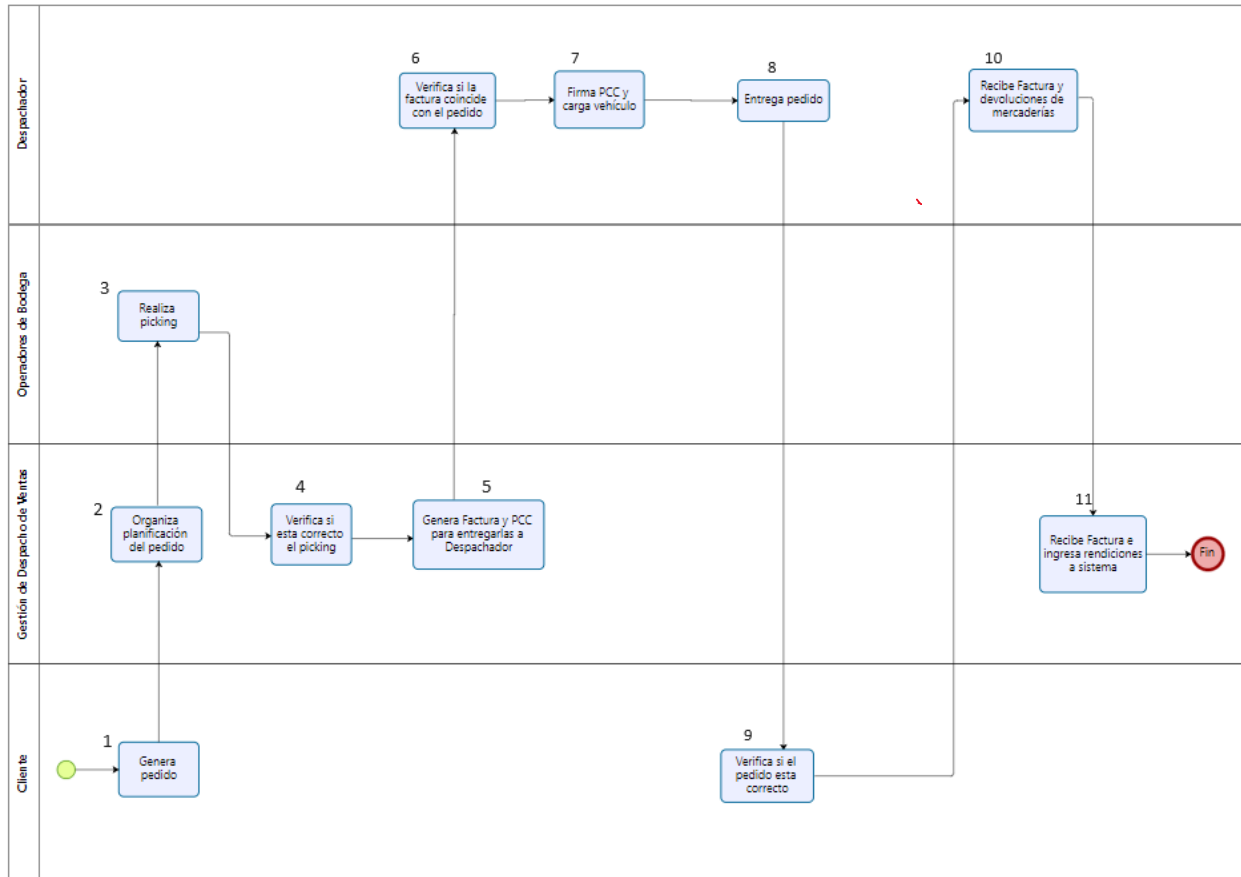 Despachador
6
Verifica si la
factura coincide
con el pedido
7
Firma PCC y
carga vehículo
8
Entrega pedido
10
Recibe Factura y
devoluciones de
mercaderías
Operadores de Bodega
3
Realiza
picking
Gestión de Despacho de Ventas
2
Organiza
planificación
del pedido
4
Verifica si
esta correcto
el picking
5
Genera Factura y PCC
para entregarlas a
Despachador
11
Recibe Factura e
ingresa rendiciones
a sistema
Fin
Cliente
1
Genera
pedido
9
Verifica si el
pedido esta
correcto